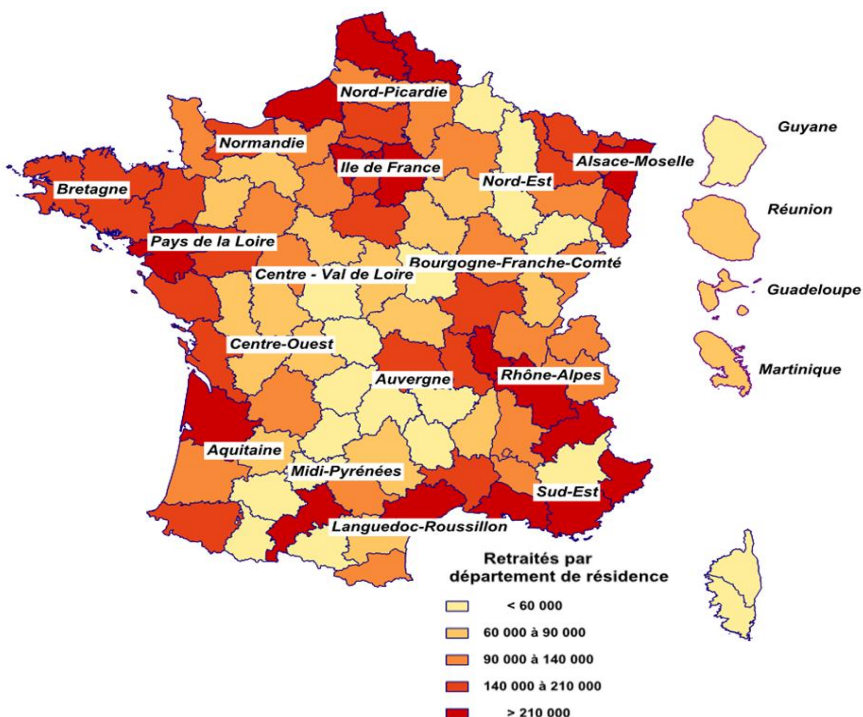 Nord-Picardie
Normandie
Ile de France
Alsace-Moselle
Nord-Est
Bretagne
Pays de la Loire
Bourgogne-Franche-Comté
Centre - Val de Loire
Centre-Ouest
Auvergne
Rhône-Alpes
Aquitaine
Midi-Pyrénées
Sud-Est
Languedoc-Roussillon
Guyane
Réunion
Guadeloupe
Martinique
Retraités par
département de résidence
< 60 000
60 000 à 90 000
90 000 à 140 000
140 000 à 210 000
> 210 000